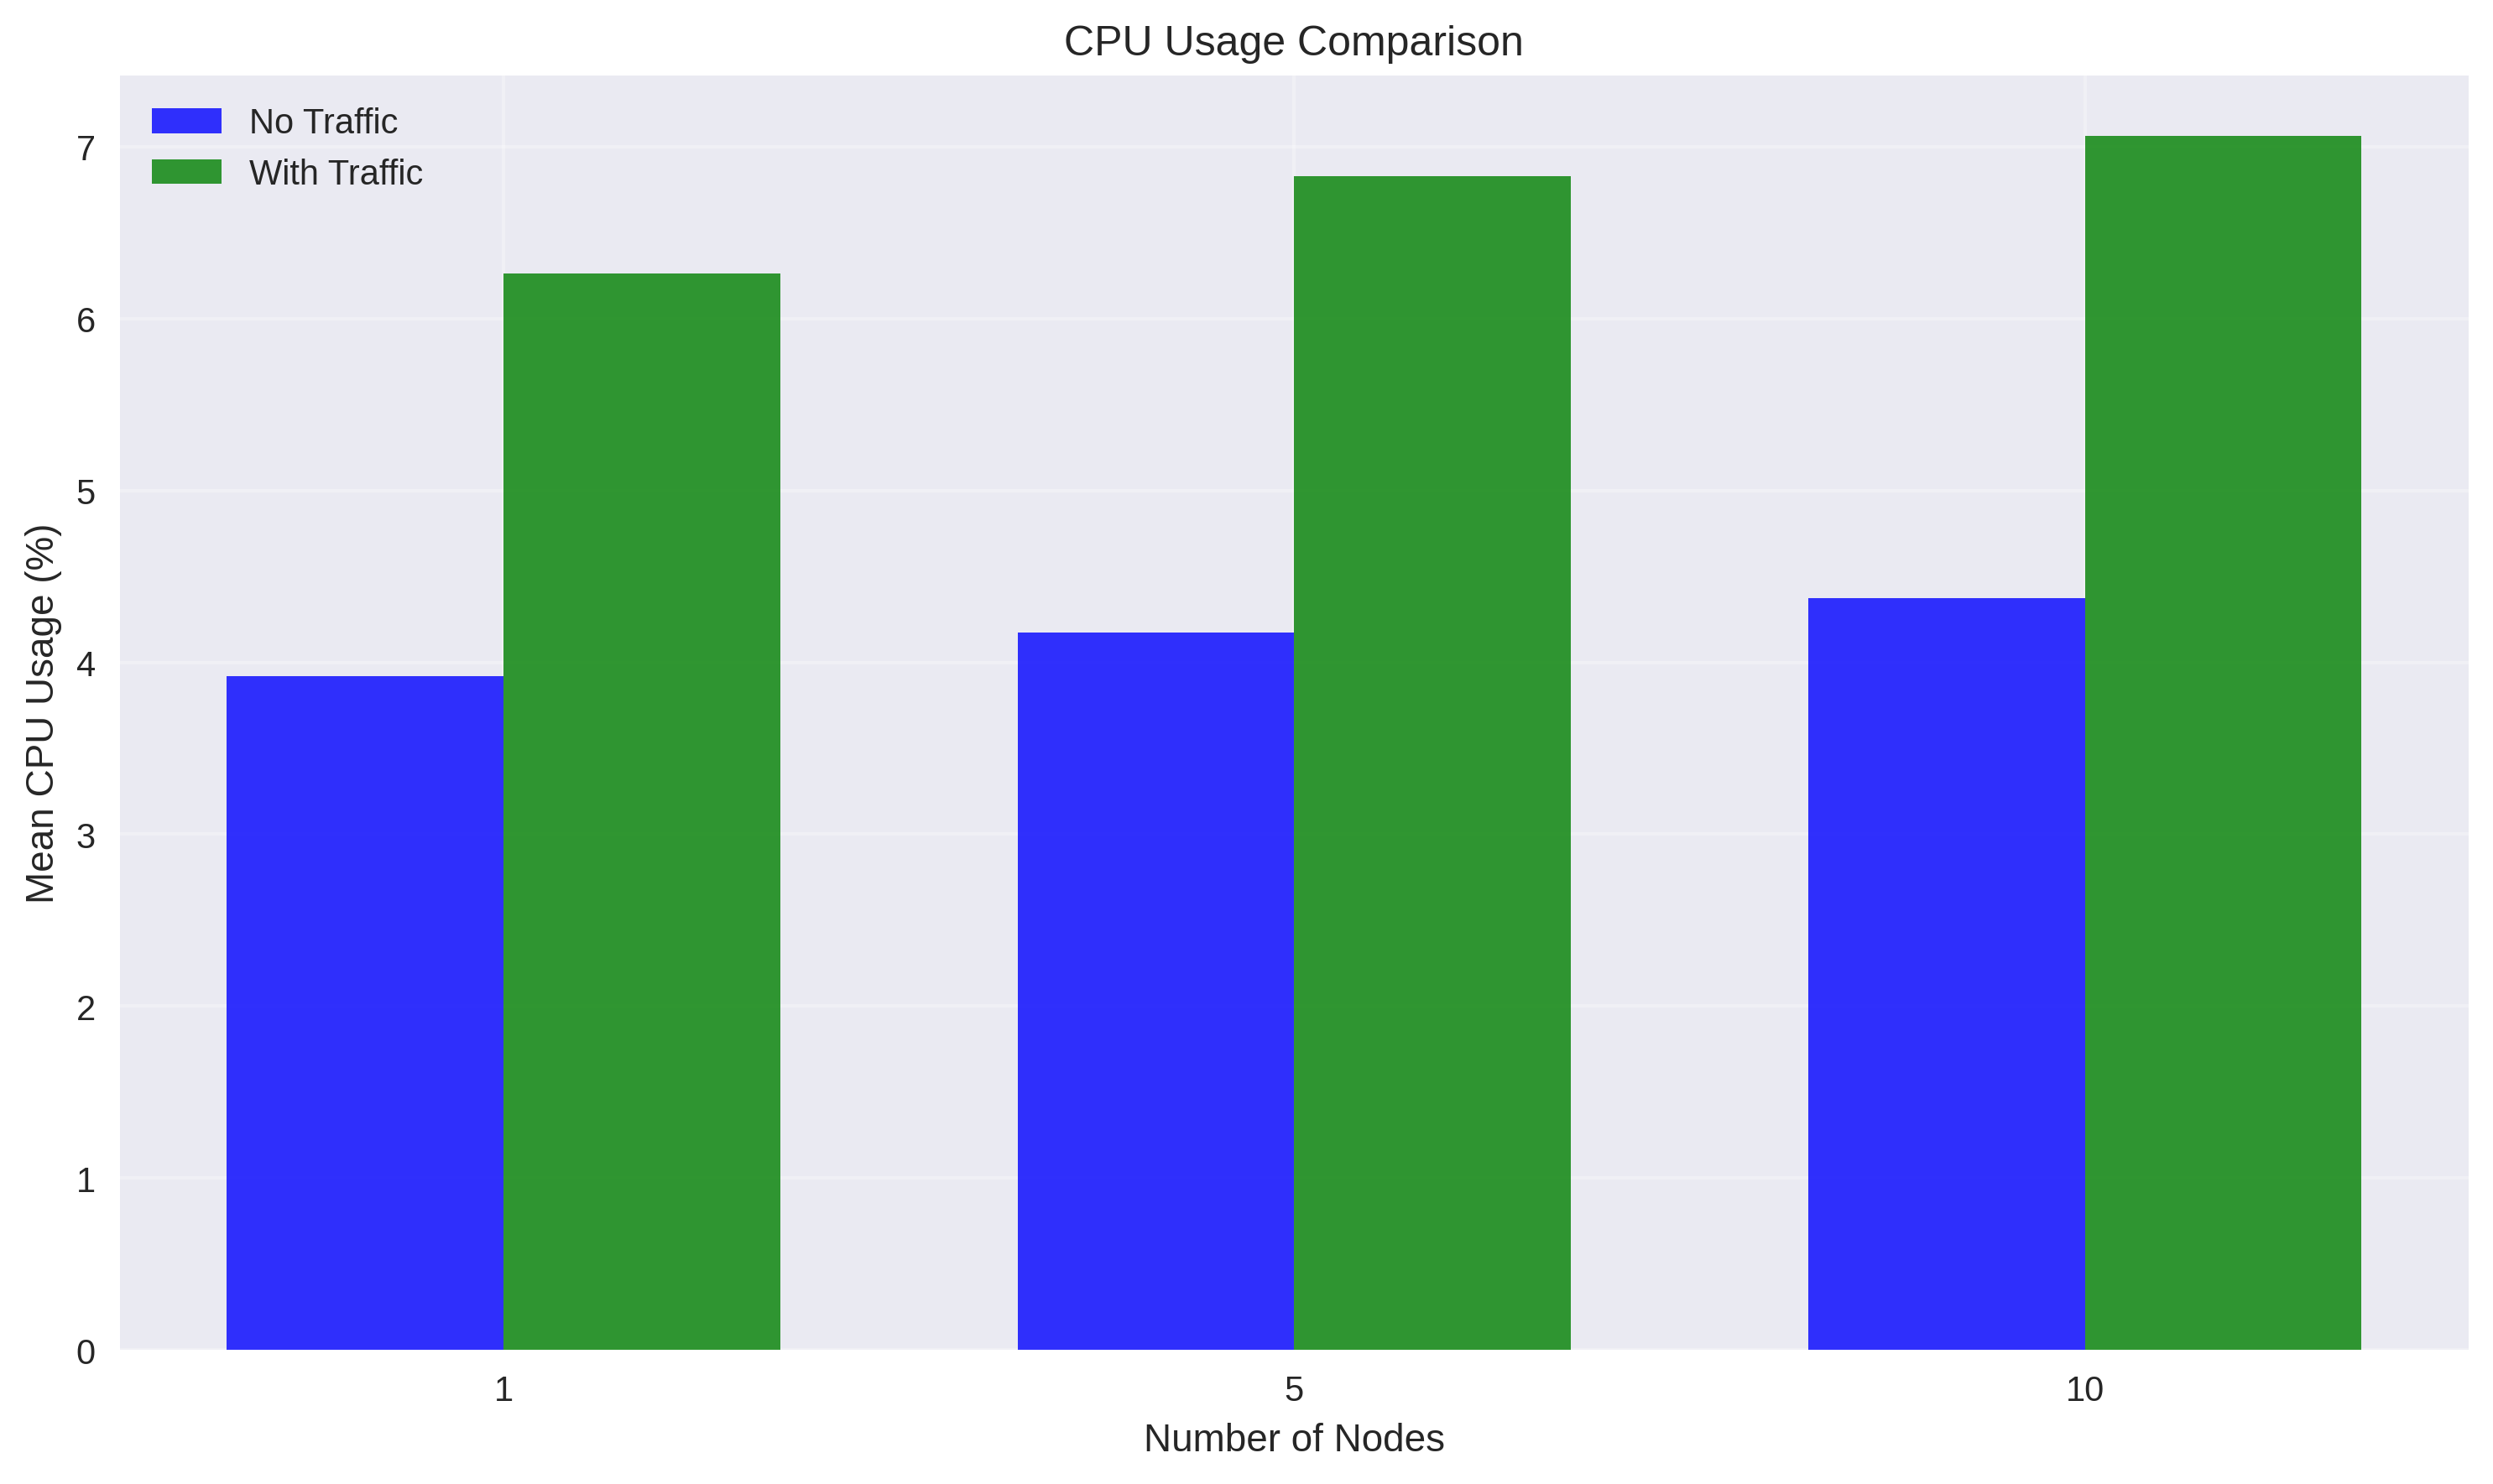 CPU Usage Comparison
No Traffic
With Traffic
7
6
5
4
3
2
1
0
Mean CPU Usage (%)
1 5 10
Number of Nodes